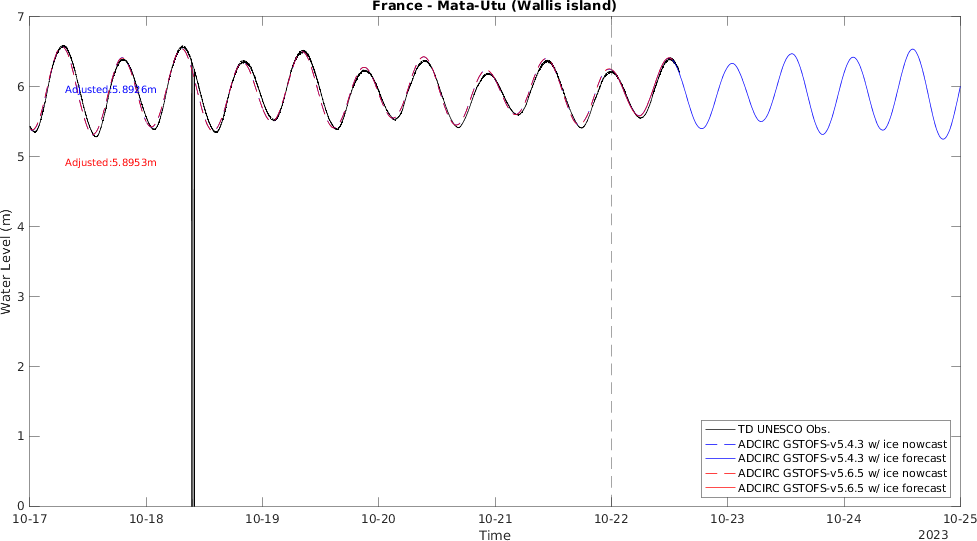 France - Mata-Utu (Wallis island)
7
6
5
4
3
2
1
0
Water Level (m)
Adjusted:5.8926m
Adjusted:5.8953m
TD UNESCO Obs.
ADCIRC GSTOFS-v5.4.3 w/ ice nowcast
ADCIRC GSTOFS-v5.4.3 w/ ice forecast
ADCIRC GSTOFS-v5.6.5 w/ ice nowcast
ADCIRC GSTOFS-v5.6.5 w/ ice forecast
10-17 10-18 10-19 10-20 10-21 10-22 10-23 10-24 10-25
Time
2023